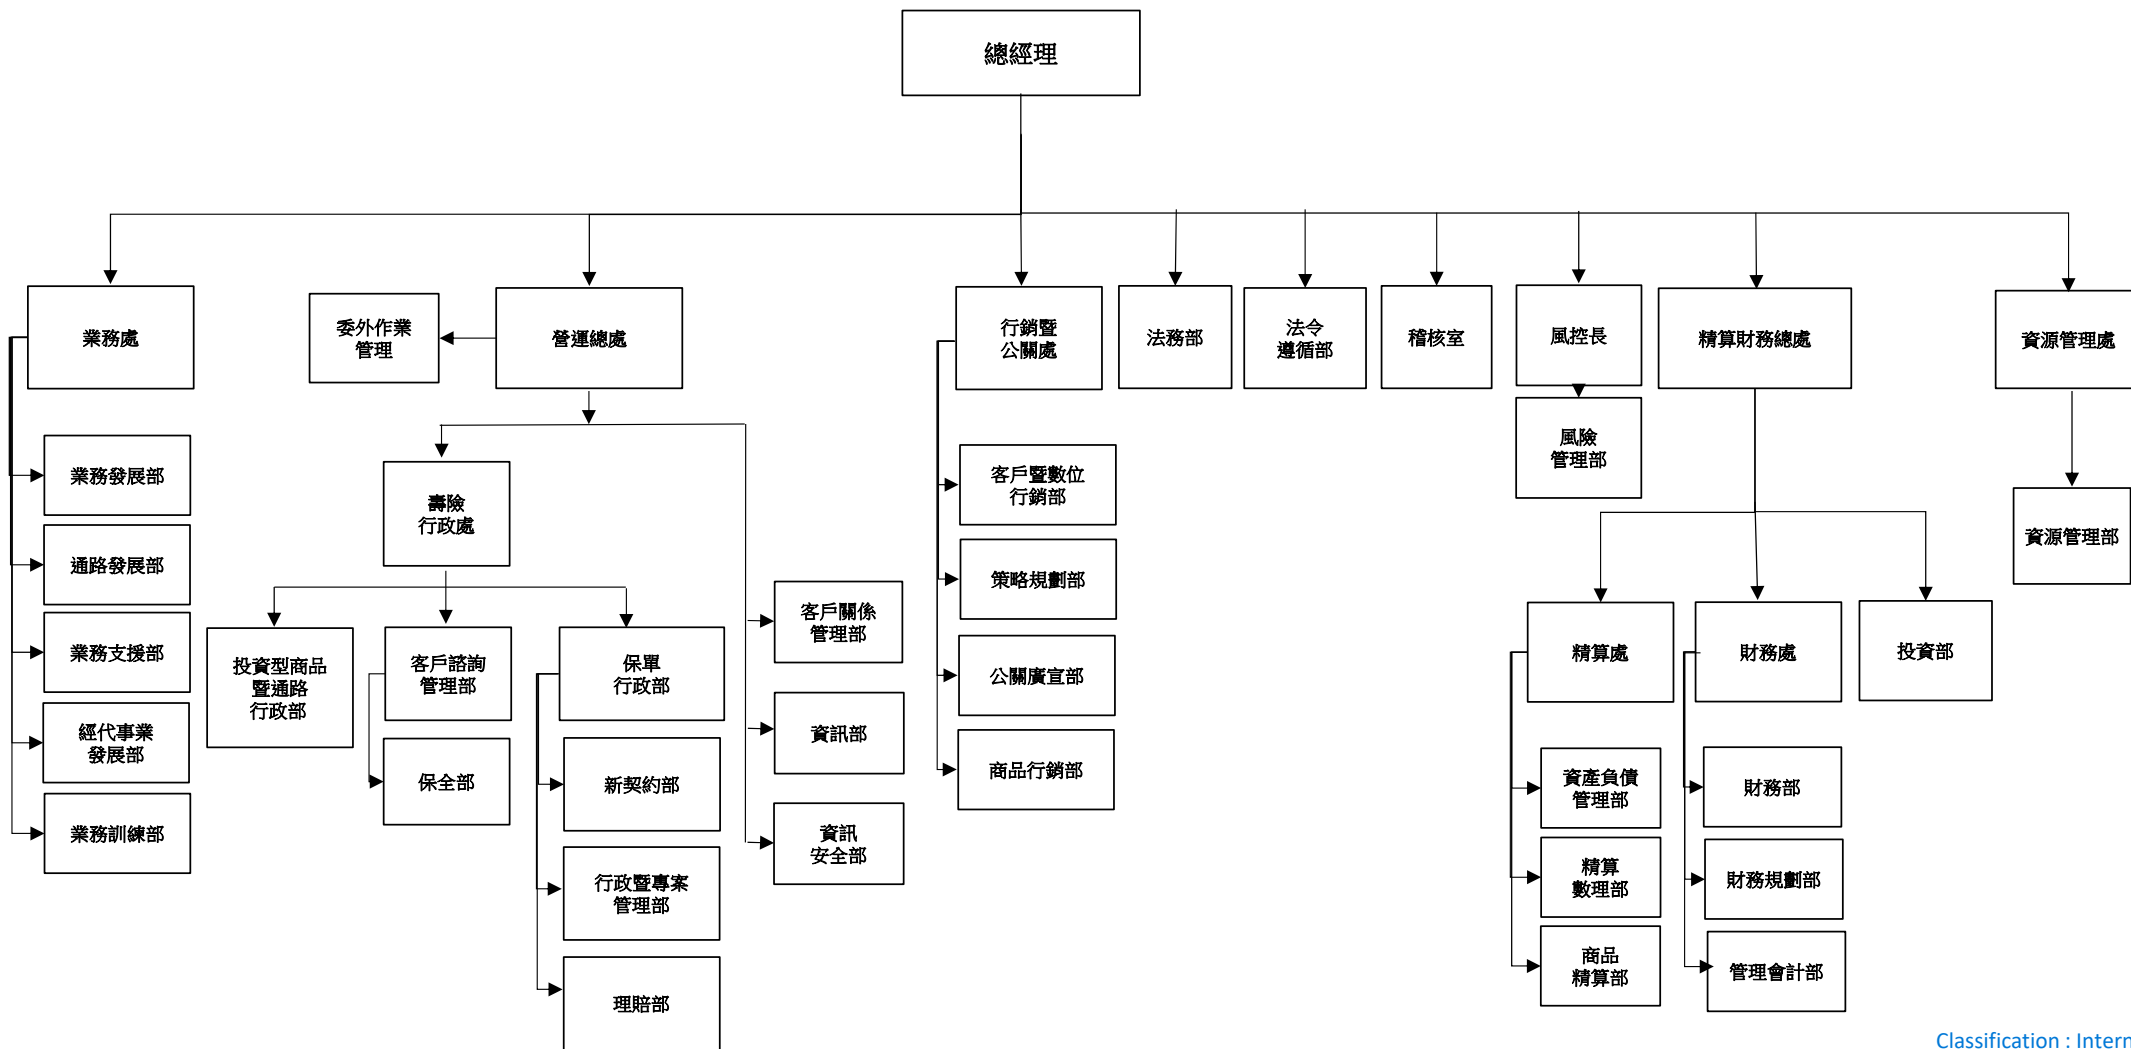 總經理
業務處
委外作業
管理
營運總處
行銷暨
公關處
法務部
法令
遵循部
稽核室
風控長
精算財務總處
資源管理處
業務發展部
通路發展部
業務支援部
經代事業
發展部
業務訓練部
壽險
行政處
投資型商品
暨通路
行政部
客戶諮詢
管理部
保全部
保單
行政部
新契約部
行政暨專案
管理部
理賠部
客戶關係
管理部
資訊部
資訊
安全部
客戶暨數位
行銷部
策略規劃部
公關廣宣部
商品行銷部
風險
管理部
精算處
資產負債
管理部
精算
數理部
商品
精算部
財務處
財務部
財務規劃部
管理會計部
投資部
資源管理部
Classification : Intern